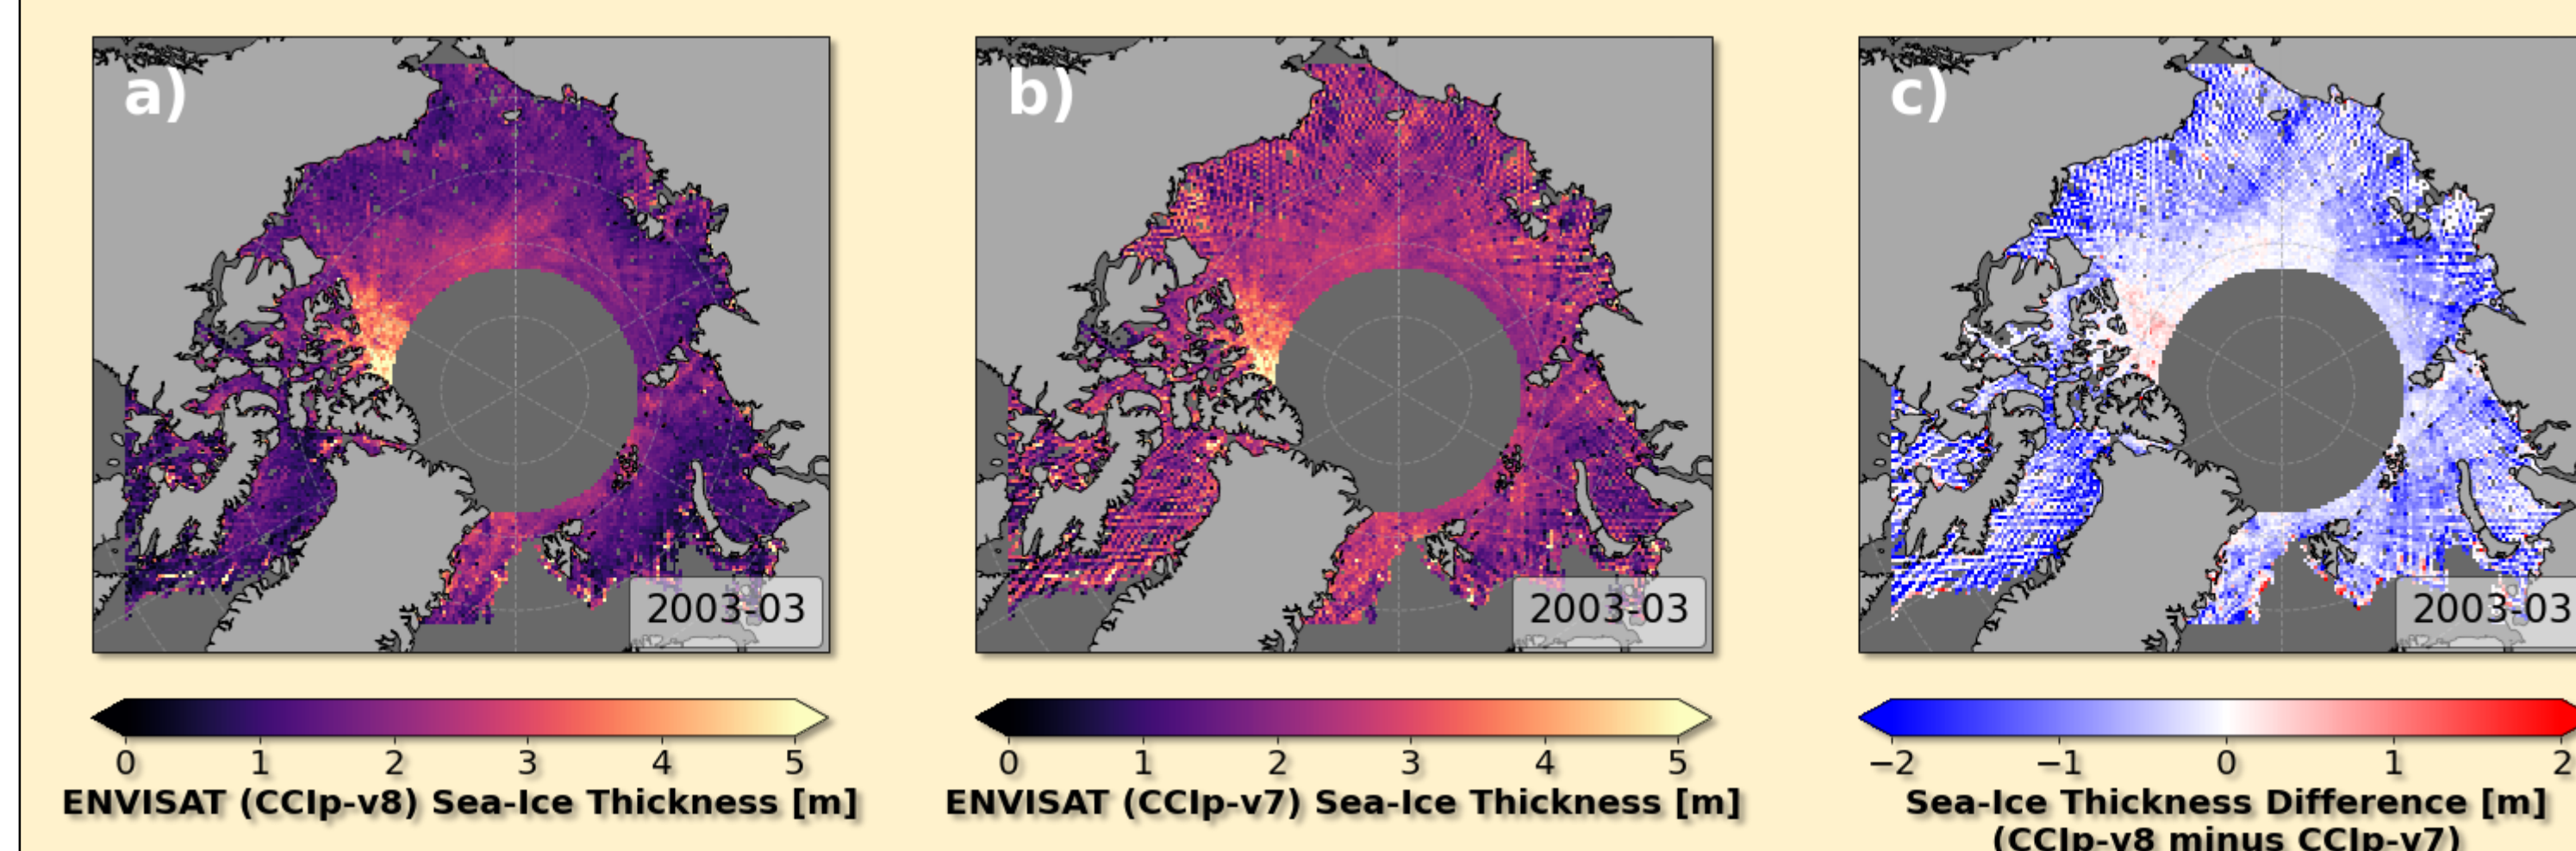 a)
b)
c)
2003-03
2003-03
2003-03
0 1 2 3 4 5
0 1 2 3 4 5
−2 −1 0 1 2
ENVISAT (CCIp-v8) Sea-Ice Thickness [m]
ENVISAT (CCIp-v7) Sea-Ice Thickness [m]
Sea-Ice Thickness Difference [m]
(CCIp-v8 minus CCIp-v7)